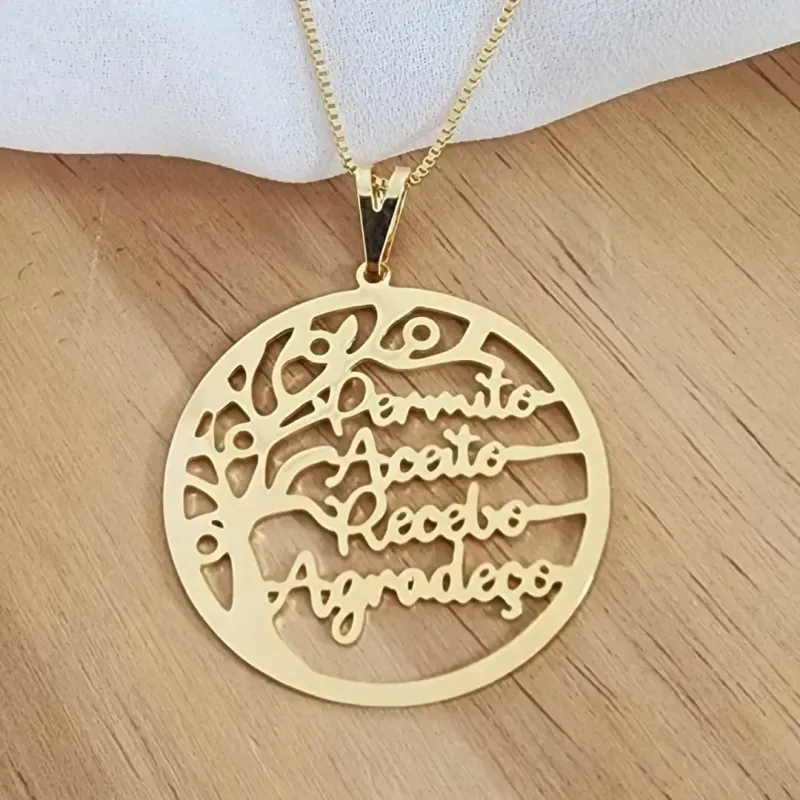 Permito
Aceito
Recebo
Agradeço